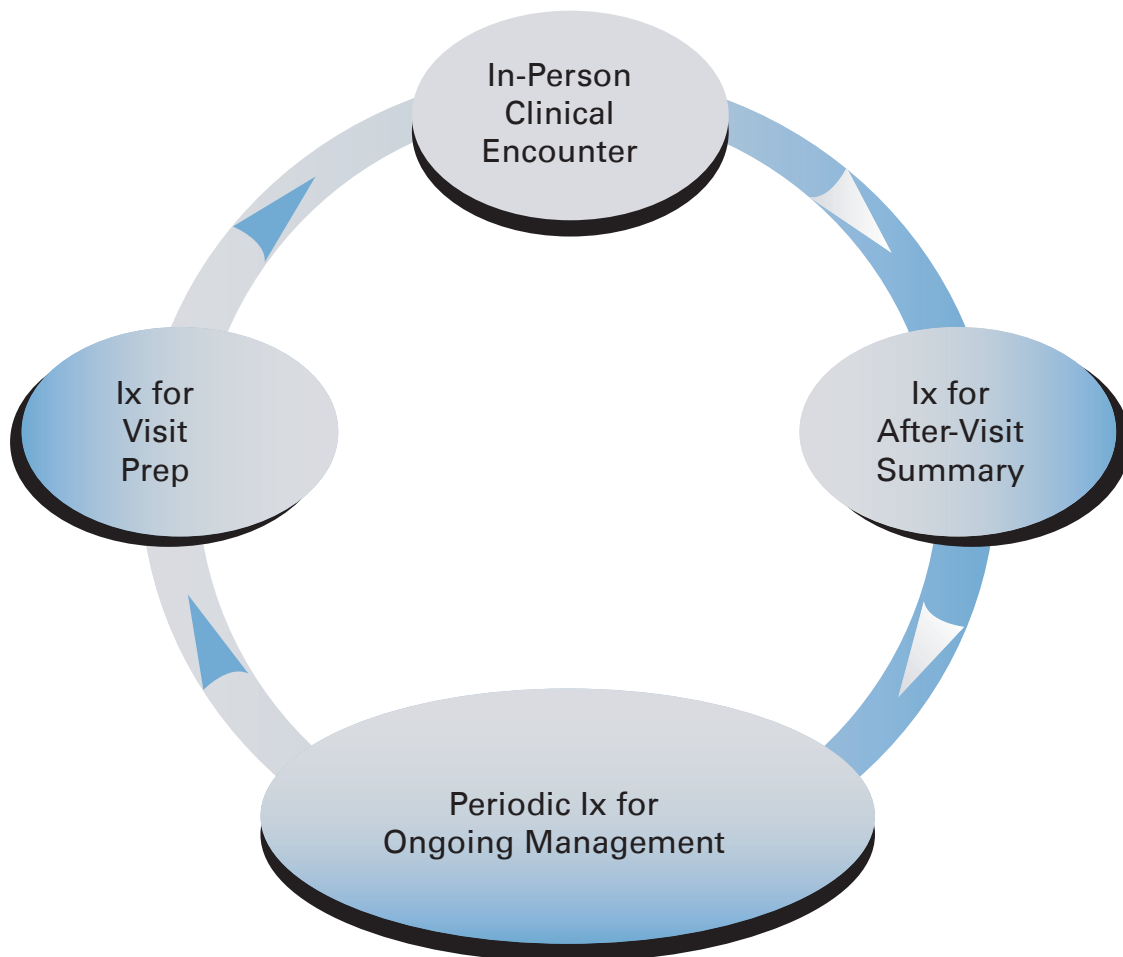 In-Person
Clinical
Encounter
Ix for
Visit
Prep
Ix for
After-Visit
Summary
Periodic Ix for
Ongoing Management